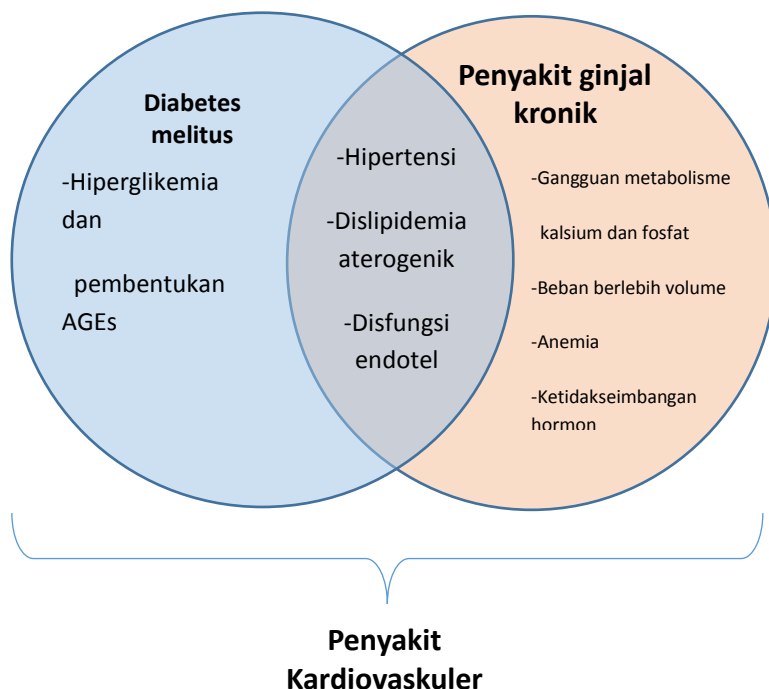 Diabetes
melitus
-Hiperglikemia
dan
pembentukan
AGEs
-Hipertensi
-Dislipidemia
aterogenik
-Disfungsi
endotel
Penyakit ginjal
kronik
-Gangguan metabolisme
kalsium dan fosfat
-Beban berlebih volume
-Anemia
-Ketidakseimbangan
hormon
Penyakit
Kardiovaskuler